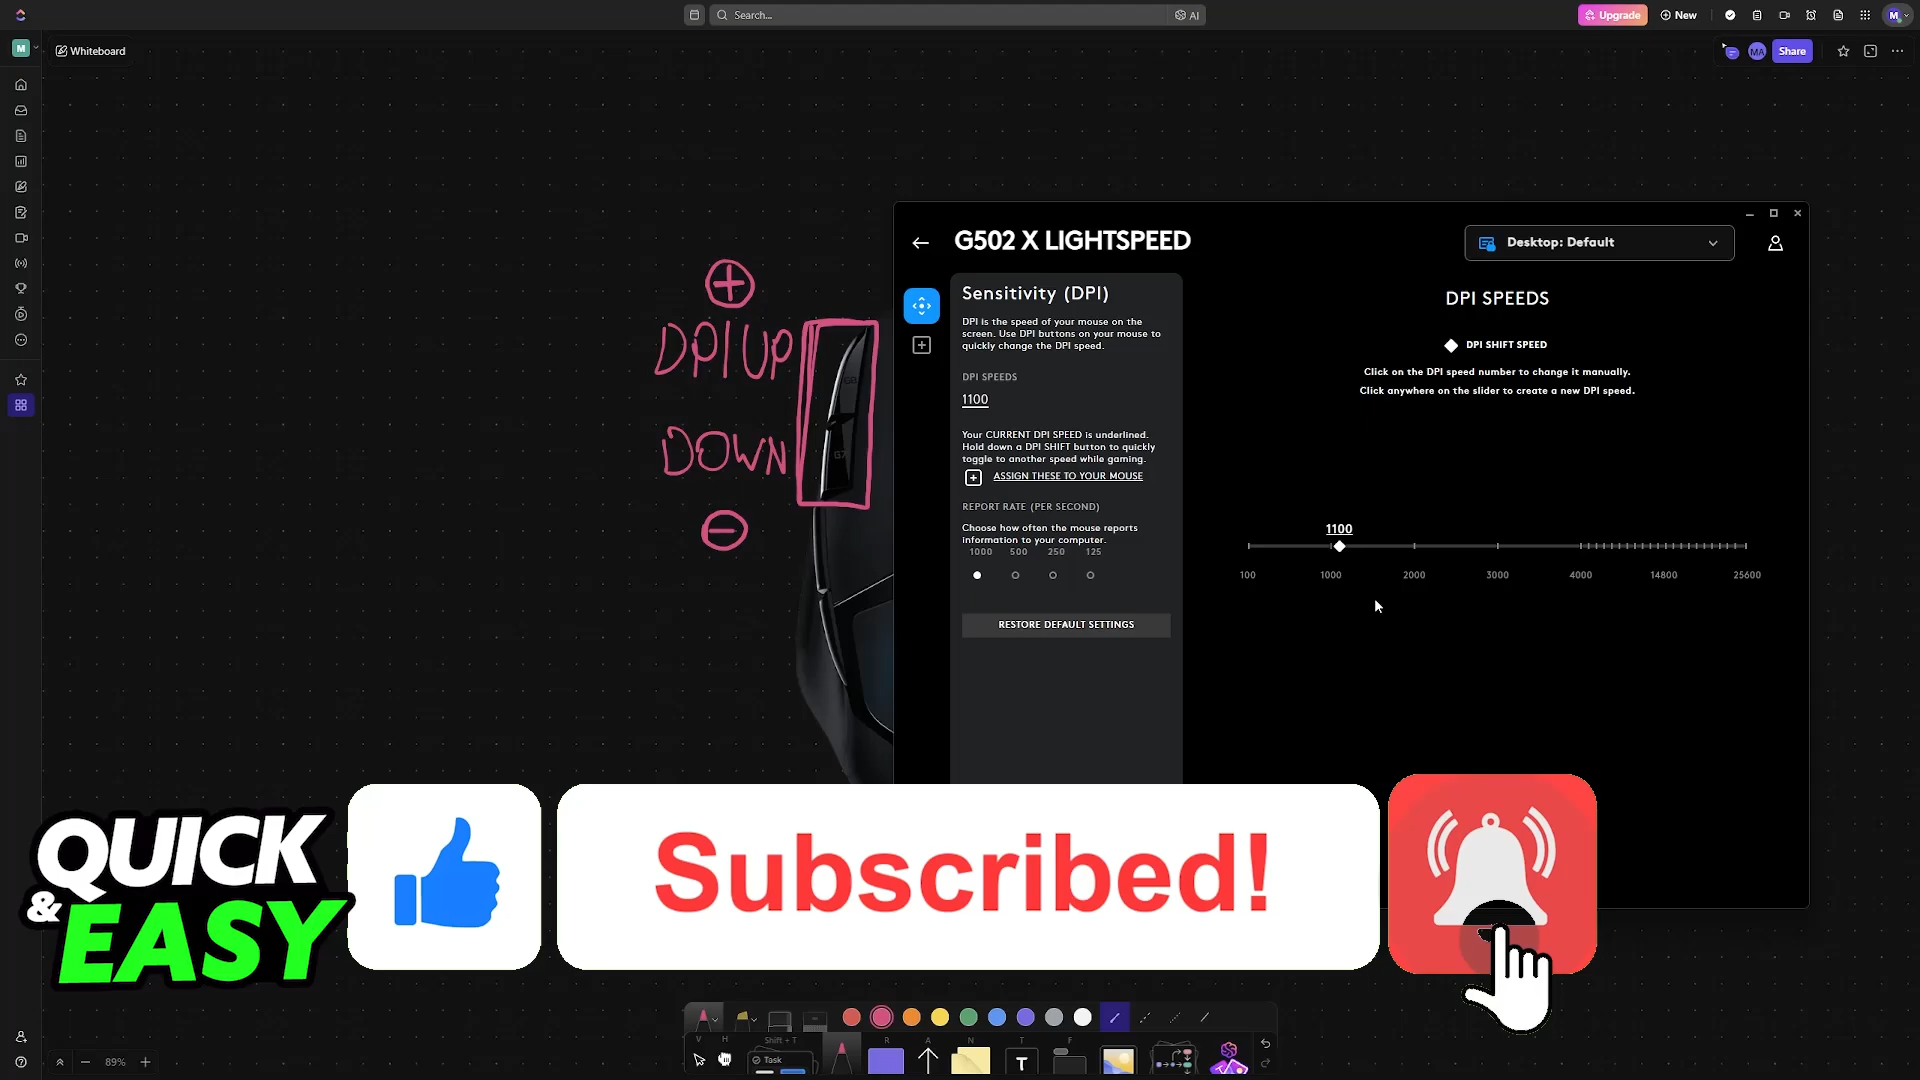 Search...
AI
Upgrade
New
M
M
Whiteboard
MA
Share
G502 X LIGHTSPEED
Desktop: Default
Sensitivity (DPI)
DPI is the speed of your mouse on the
screen. Use DPI buttons on your mouse to
quickly change the DPI speed.
DPI SPEEDS
1100
Your CURRENT DPI SPEED is underlined.
Hold down a DPI SHIFT button to quickly
toggle to another speed while gaming.
ASSIGN THESE TO YOUR MOUSE
REPORT RATE (PER SECOND)
Choose how often the mouse reports
information to your computer.
1000 500 250 125
RESTORE DEFAULT SETTINGS
DPI SPEEDS
DPI SHIFT SPEED
Click on the DPI speed number to change it manually.
Click anywhere on the slider to create a new DPI speed.
1100
100 1000 2000 3000 4000 14800 25600
DPI UP
DOWN
G8
G7
QUICK
&EASY
Subscribed!
V H Shift + T R A N T F
Task
T
89%